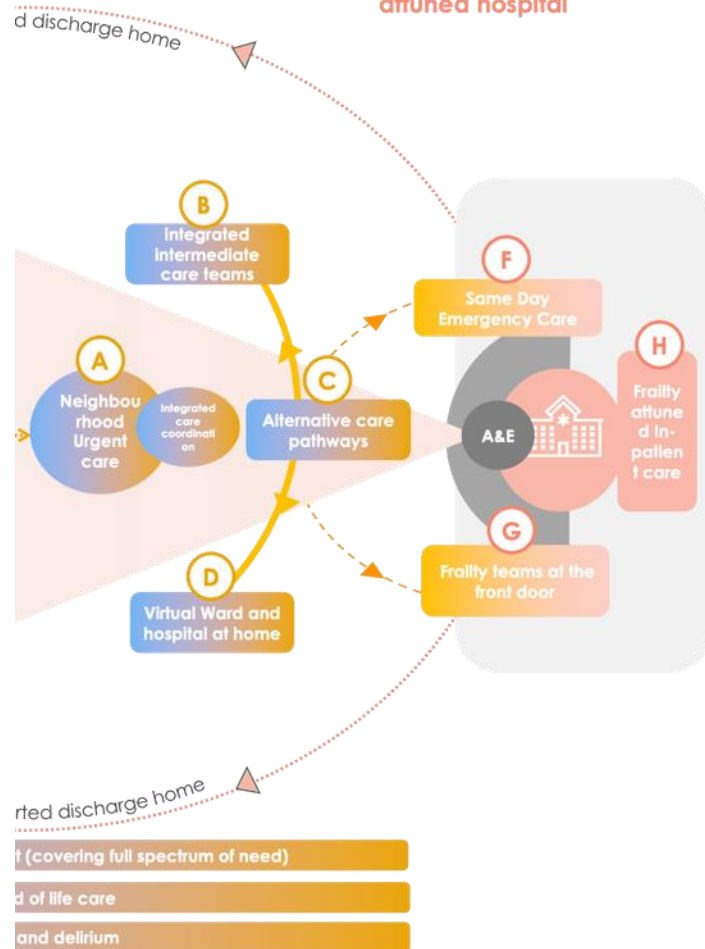 attuned hospital
d discharge home
B
Integrated
intermediate
care teams
F
Same Day
Emergency Care
A
Neighbou
rhood
Urgent
care
Integrated
care
coordinati
on
C
Alternative care
pathways
A&E
H
Frailty
attune
d in-
patien
t care
G
Frailty teams at the
front door
D
Virtual Ward and
hospital at home
rted discharge home
t (covering full spectrum of need)
d of life care
and delirium